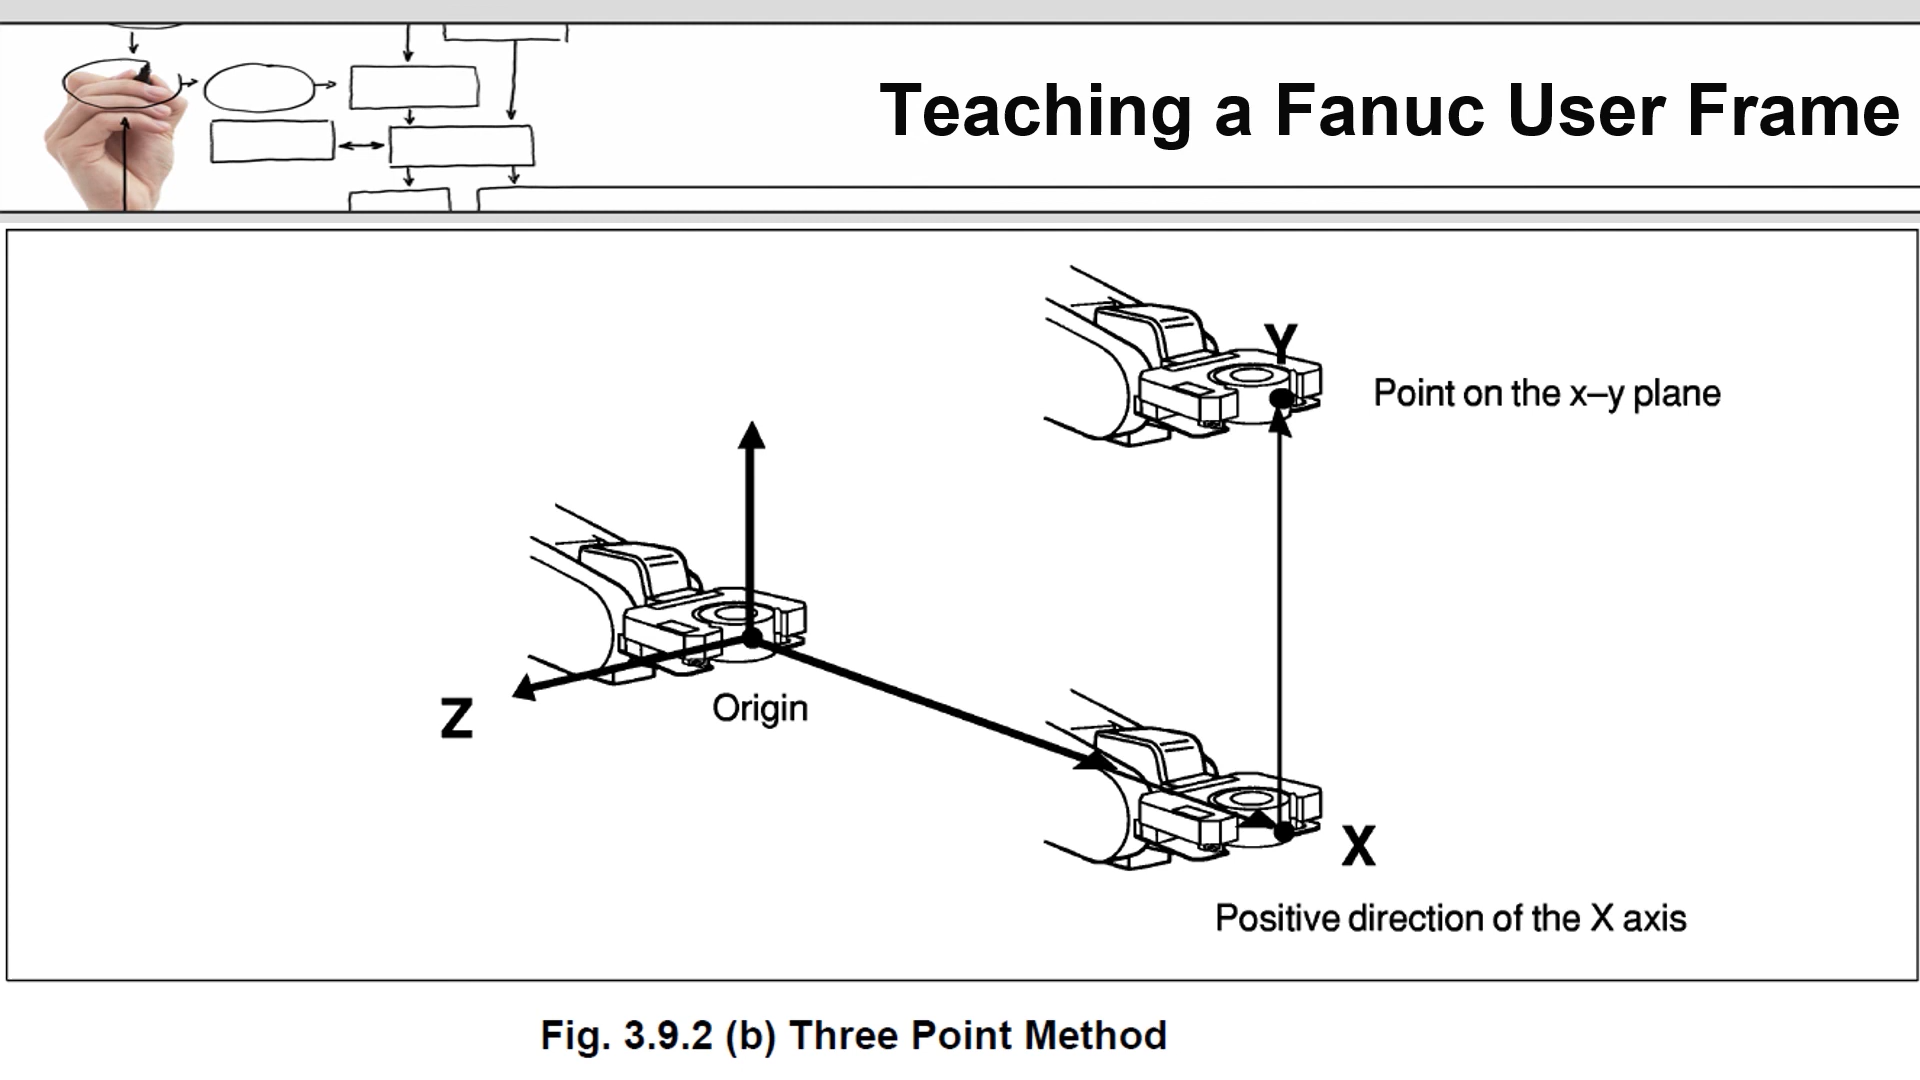 Teaching a Fanuc User Frame
Y
Point on the x–y plane
Z
Origin
X
Positive direction of the X axis
Fig. 3.9.2 (b) Three Point Method